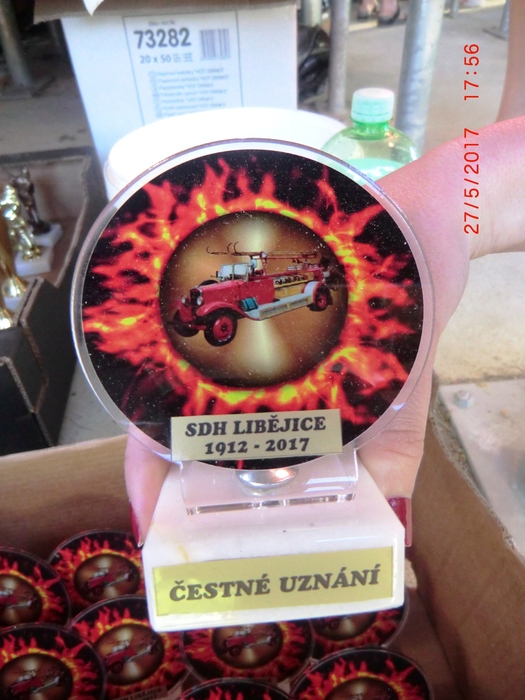 73282
20 x 50
27/5/2017 17:56
SDH LIBĚJICE
1912 - 2017
ČESTNÉ UZNÁNÍ